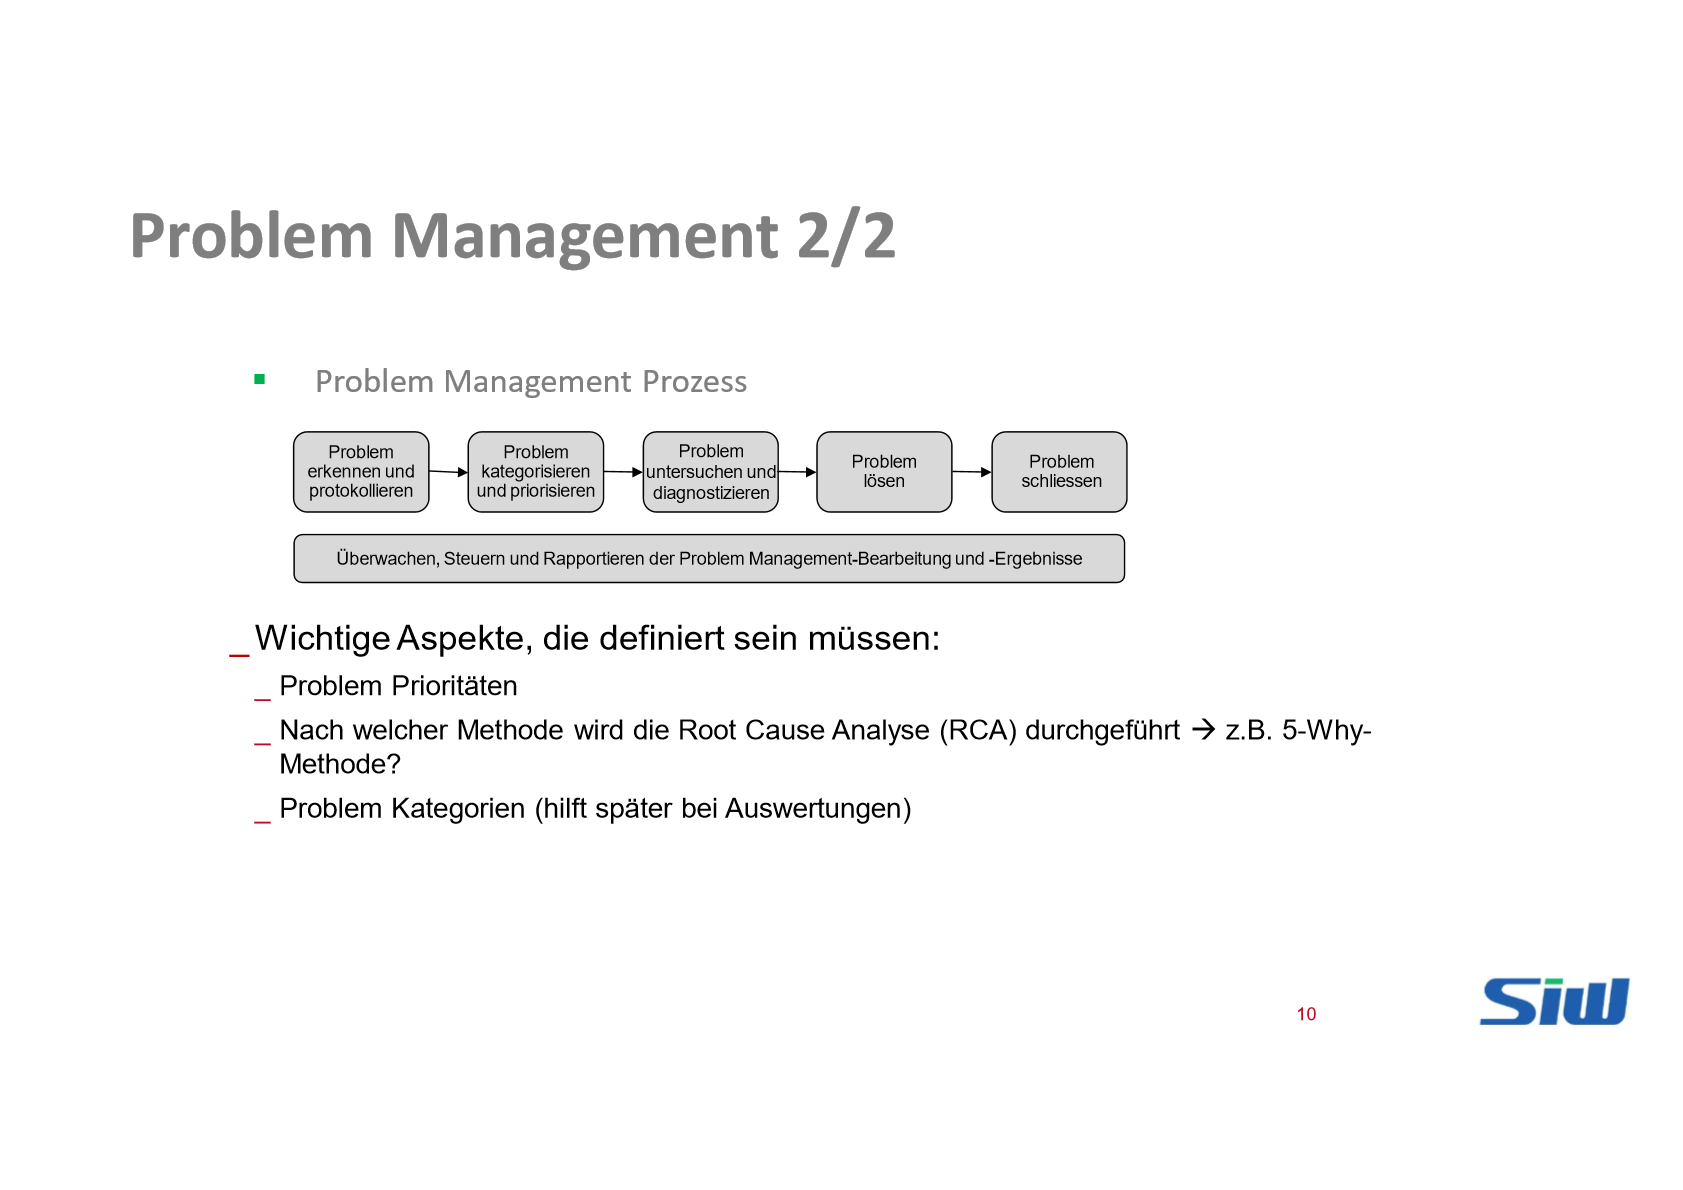 Problem Management 2/2
Problem Management Prozess
Problem
erkennen und
protokollieren
Problem
kategorisieren
und priorisieren
Problem
untersuchen und
diagnostizieren
Problem
lösen
Problem
schliessen
Überwachen, Steuern und Rapportieren der Problem Management-Bearbeitung und -Ergebnisse
_ Wichtige Aspekte, die definiert sein müssen:
_ Problem Prioritäten
_ Nach welcher Methode wird die Root Cause Analyse (RCA) durchgeführt → z.B. 5-Why-
Methode?
_ Problem Kategorien (hilft später bei Auswertungen)
10
Siw